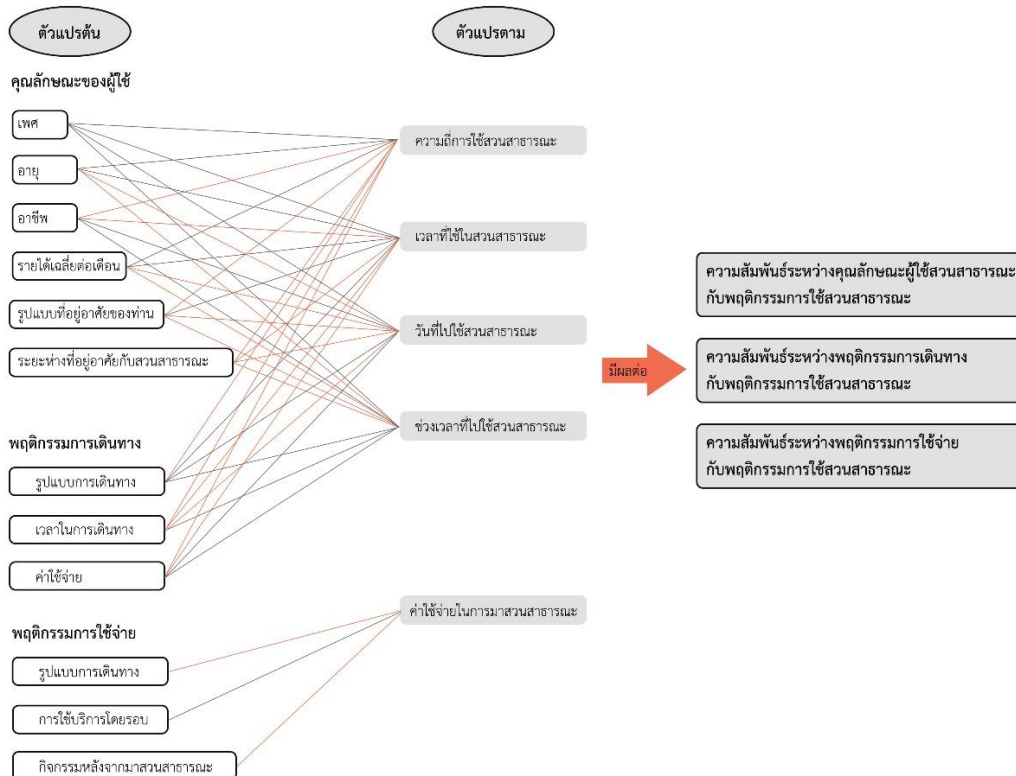 ตัวแปรต้น
ตัวแปรตาม
คุณลักษณะของผู้ใช้
เพศ
อายุ
อาชีพ
รายได้เฉลี่ยต่อเดือน
รูปแบบที่อยู่อาศัยของท่าน
ระยะห่างที่อยู่อาศัยกับสวนสาธารณะ
พฤติกรรมการเดินทาง
รูปแบบการเดินทาง
เวลาในการเดินทาง
ค่าใช้จ่าย
พฤติกรรมการใช้จ่าย
รูปแบบการเดินทาง
การใช้บริการโดยรอบ
กิจกรรมหลังจากมาสวนสาธารณะ
ความถี่การใช้สวนสาธารณะ
เวลาที่ใช้ในสวนสาธารณะ
วันที่ไปใช้สวนสาธารณะ
ช่วงเวลาที่ไปใช้สวนสาธารณะ
ค่าใช้จ่ายในการมาสวนสาธารณะ
มีผลต่อ
ความสัมพันธ์ระหว่างคุณลักษณะผู้ใช้สวนสาธารณะ
กับพฤติกรรมการใช้สวนสาธารณะ
ความสัมพันธ์ระหว่างพฤติกรรมการเดินทาง
กับพฤติกรรมการใช้สวนสาธารณะ
ความสัมพันธ์ระหว่างพฤติกรรมการใช้จ่าย
กับพฤติกรรมการใช้สวนสาธารณะ